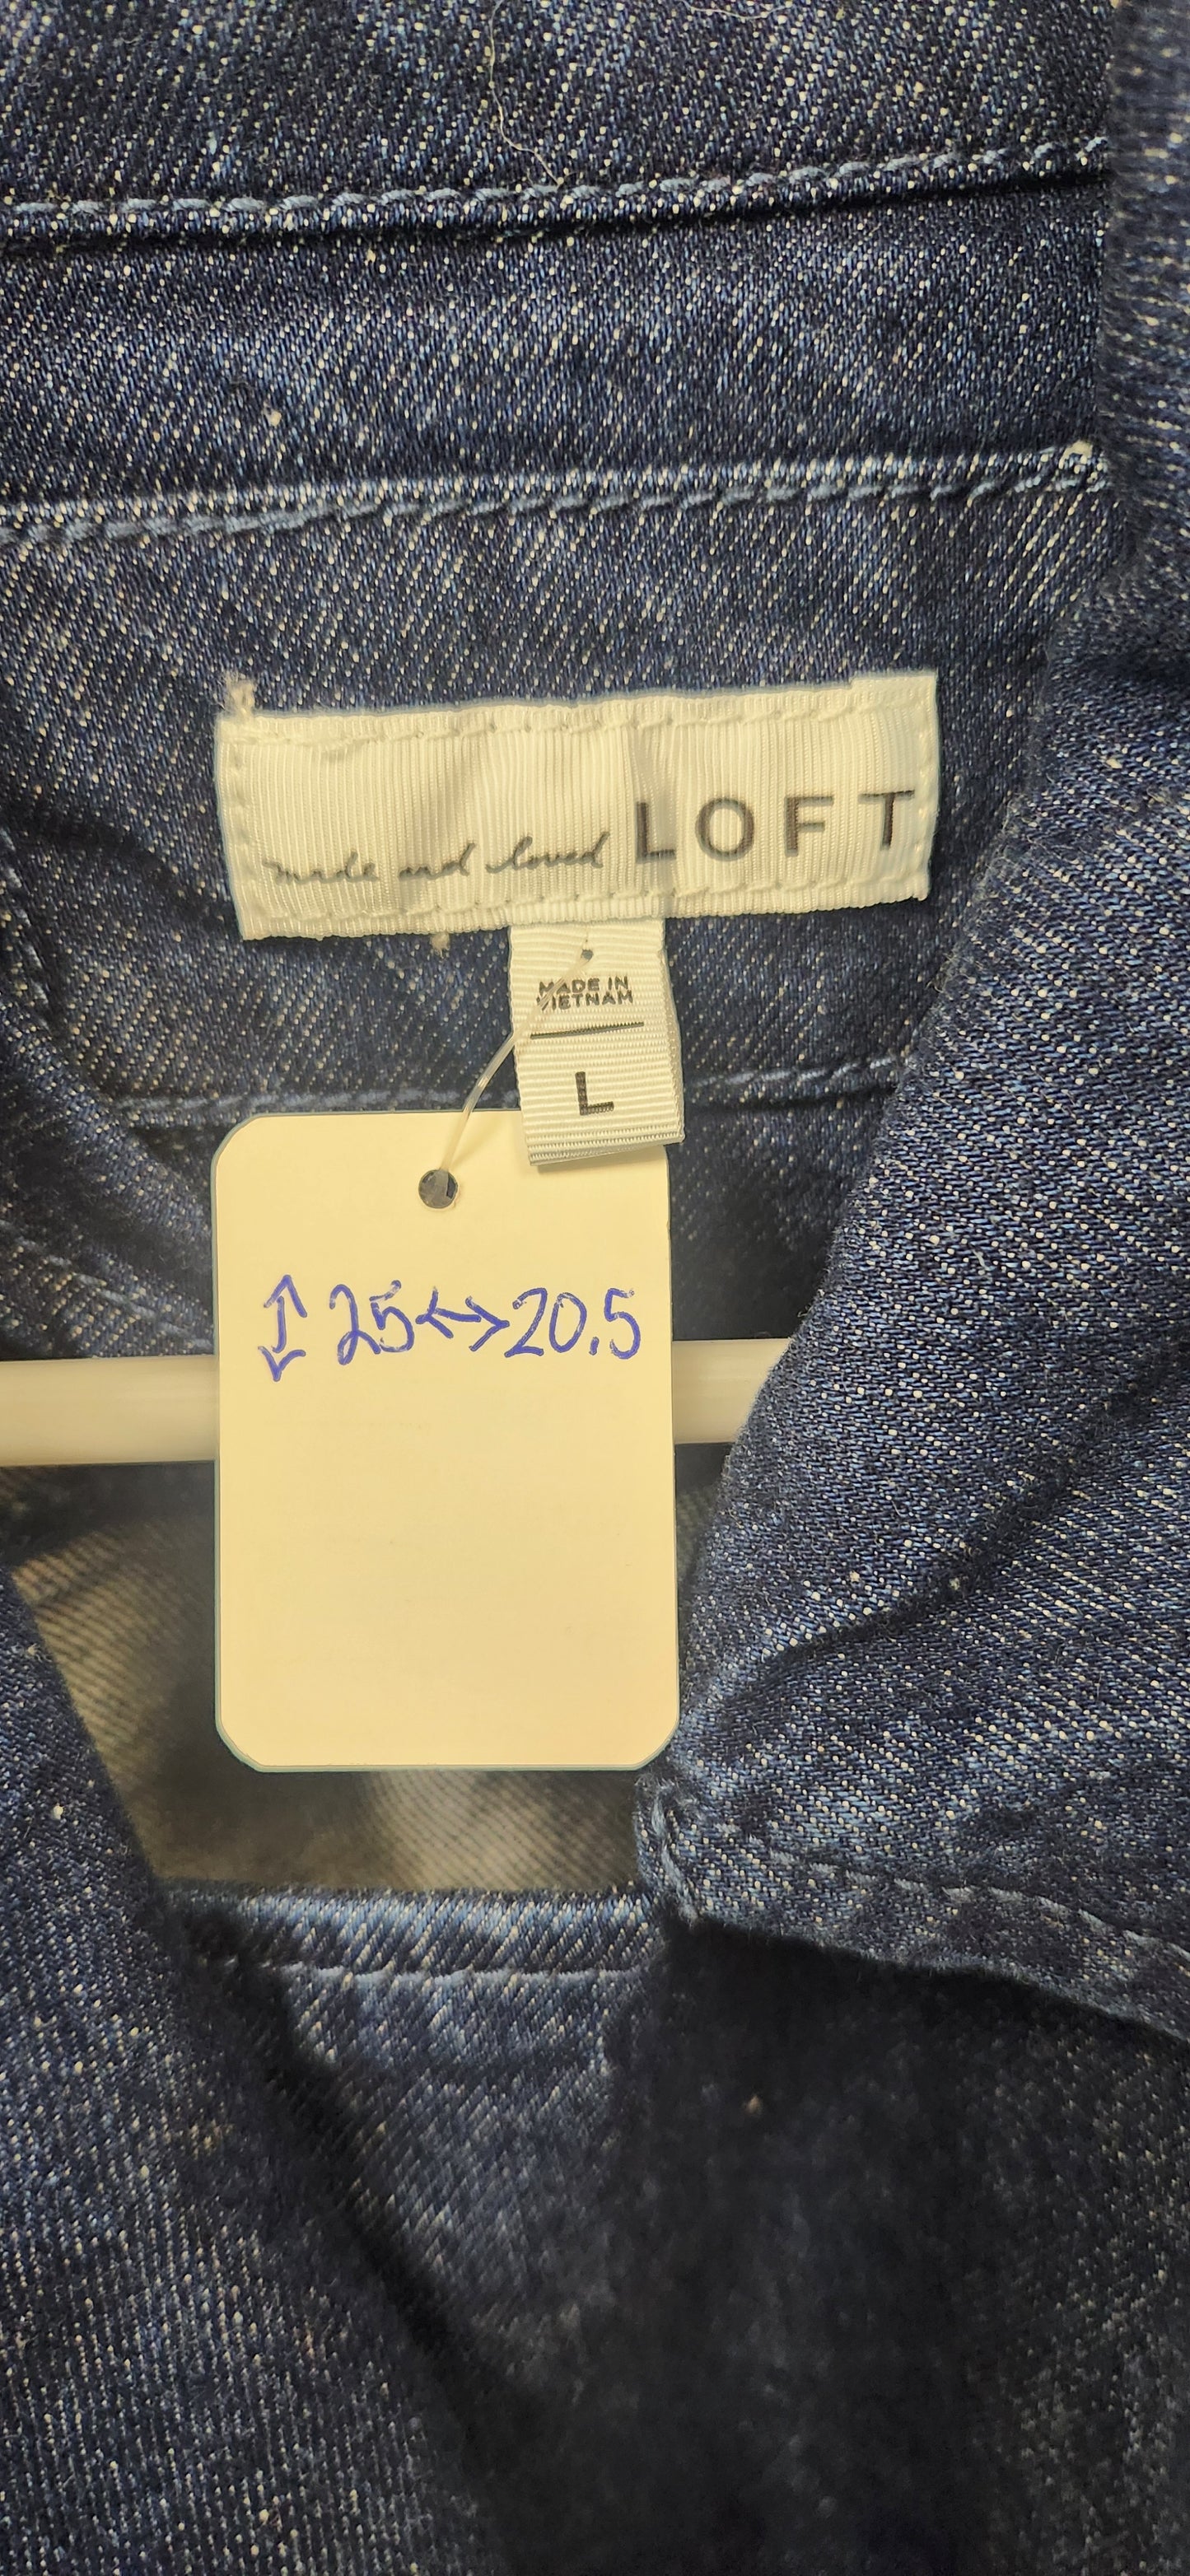 made and loved LOFT
MADE IN
VIETNAM
L
↕ 25 ↔ 20.5